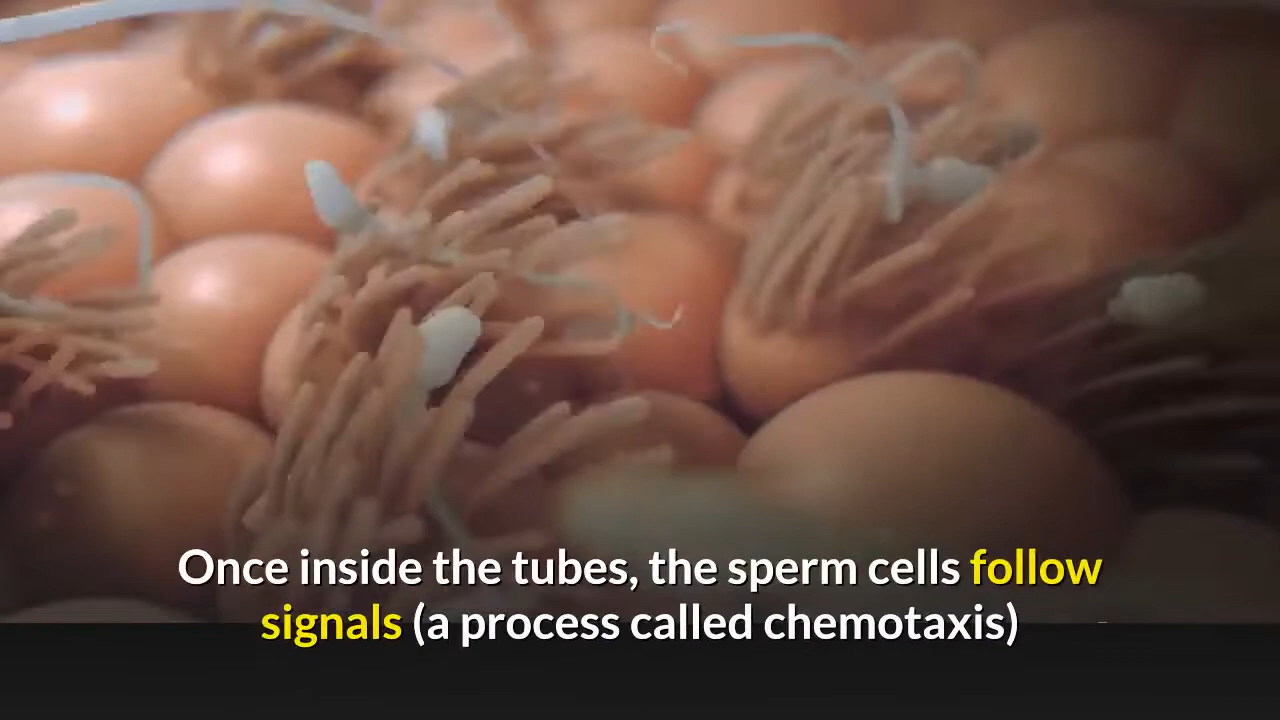 Once inside the tubes, the sperm cells follow
signals (a process called chemotaxis)